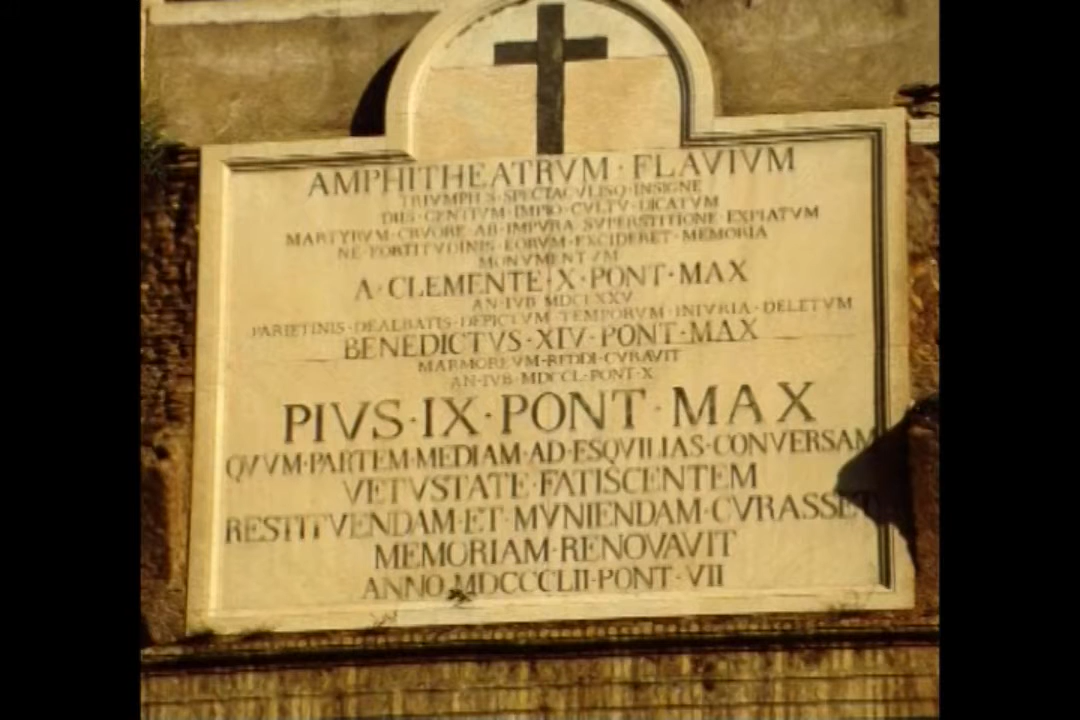 AMPHITHEATRVM · FLAVIVM
TRIVMPHIS · SPECTACVLISQ · INSIGNE
DIIS · GENTIVM · IMPIO · CVLTV · DICATVM
MARTYRVM · CRVORE · AB · IMPVRA · SVPERSTITIONE · EXPIATVM
NE · FORTITVDINIS · EORVM · EXCIDERET · MEMORIA
MONVMENTVM
A · CLEMENTE · X · PONT · MAX
AN · IVB · MDCLXXV
PARIETINIS · DEALBATIS · DEPICTVM · TEMPORVM · INIVRIA · DELETVM
BENEDICTVS · XIV · PONT · MAX
MARMOREVM · REDDI · CVRAVIT
AN · IVB · MDCCL · PONT · X
PIVS · IX · PONT · MAX
QVVM · PARTEM · MEDIAM · AD · ESQVILIAS · CONVERSAM
VETVSTATE · FATISCENTEM
RESTITVENDAM · ET · MVNIENDAM · CVRASSET
MEMORIAM · RENOVAVIT
ANNO · MDCCCLII · PONT · VII